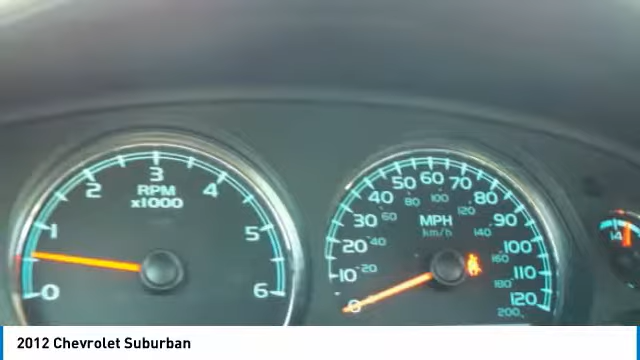 0 1 2 3 4 5 6
RPM
x1000
0 10 20 30 40 50 60 70 80 90 100 110 120
20 40 60 80 100 120 140 160 180 200
MPH
km/h
14
2012 Chevrolet Suburban